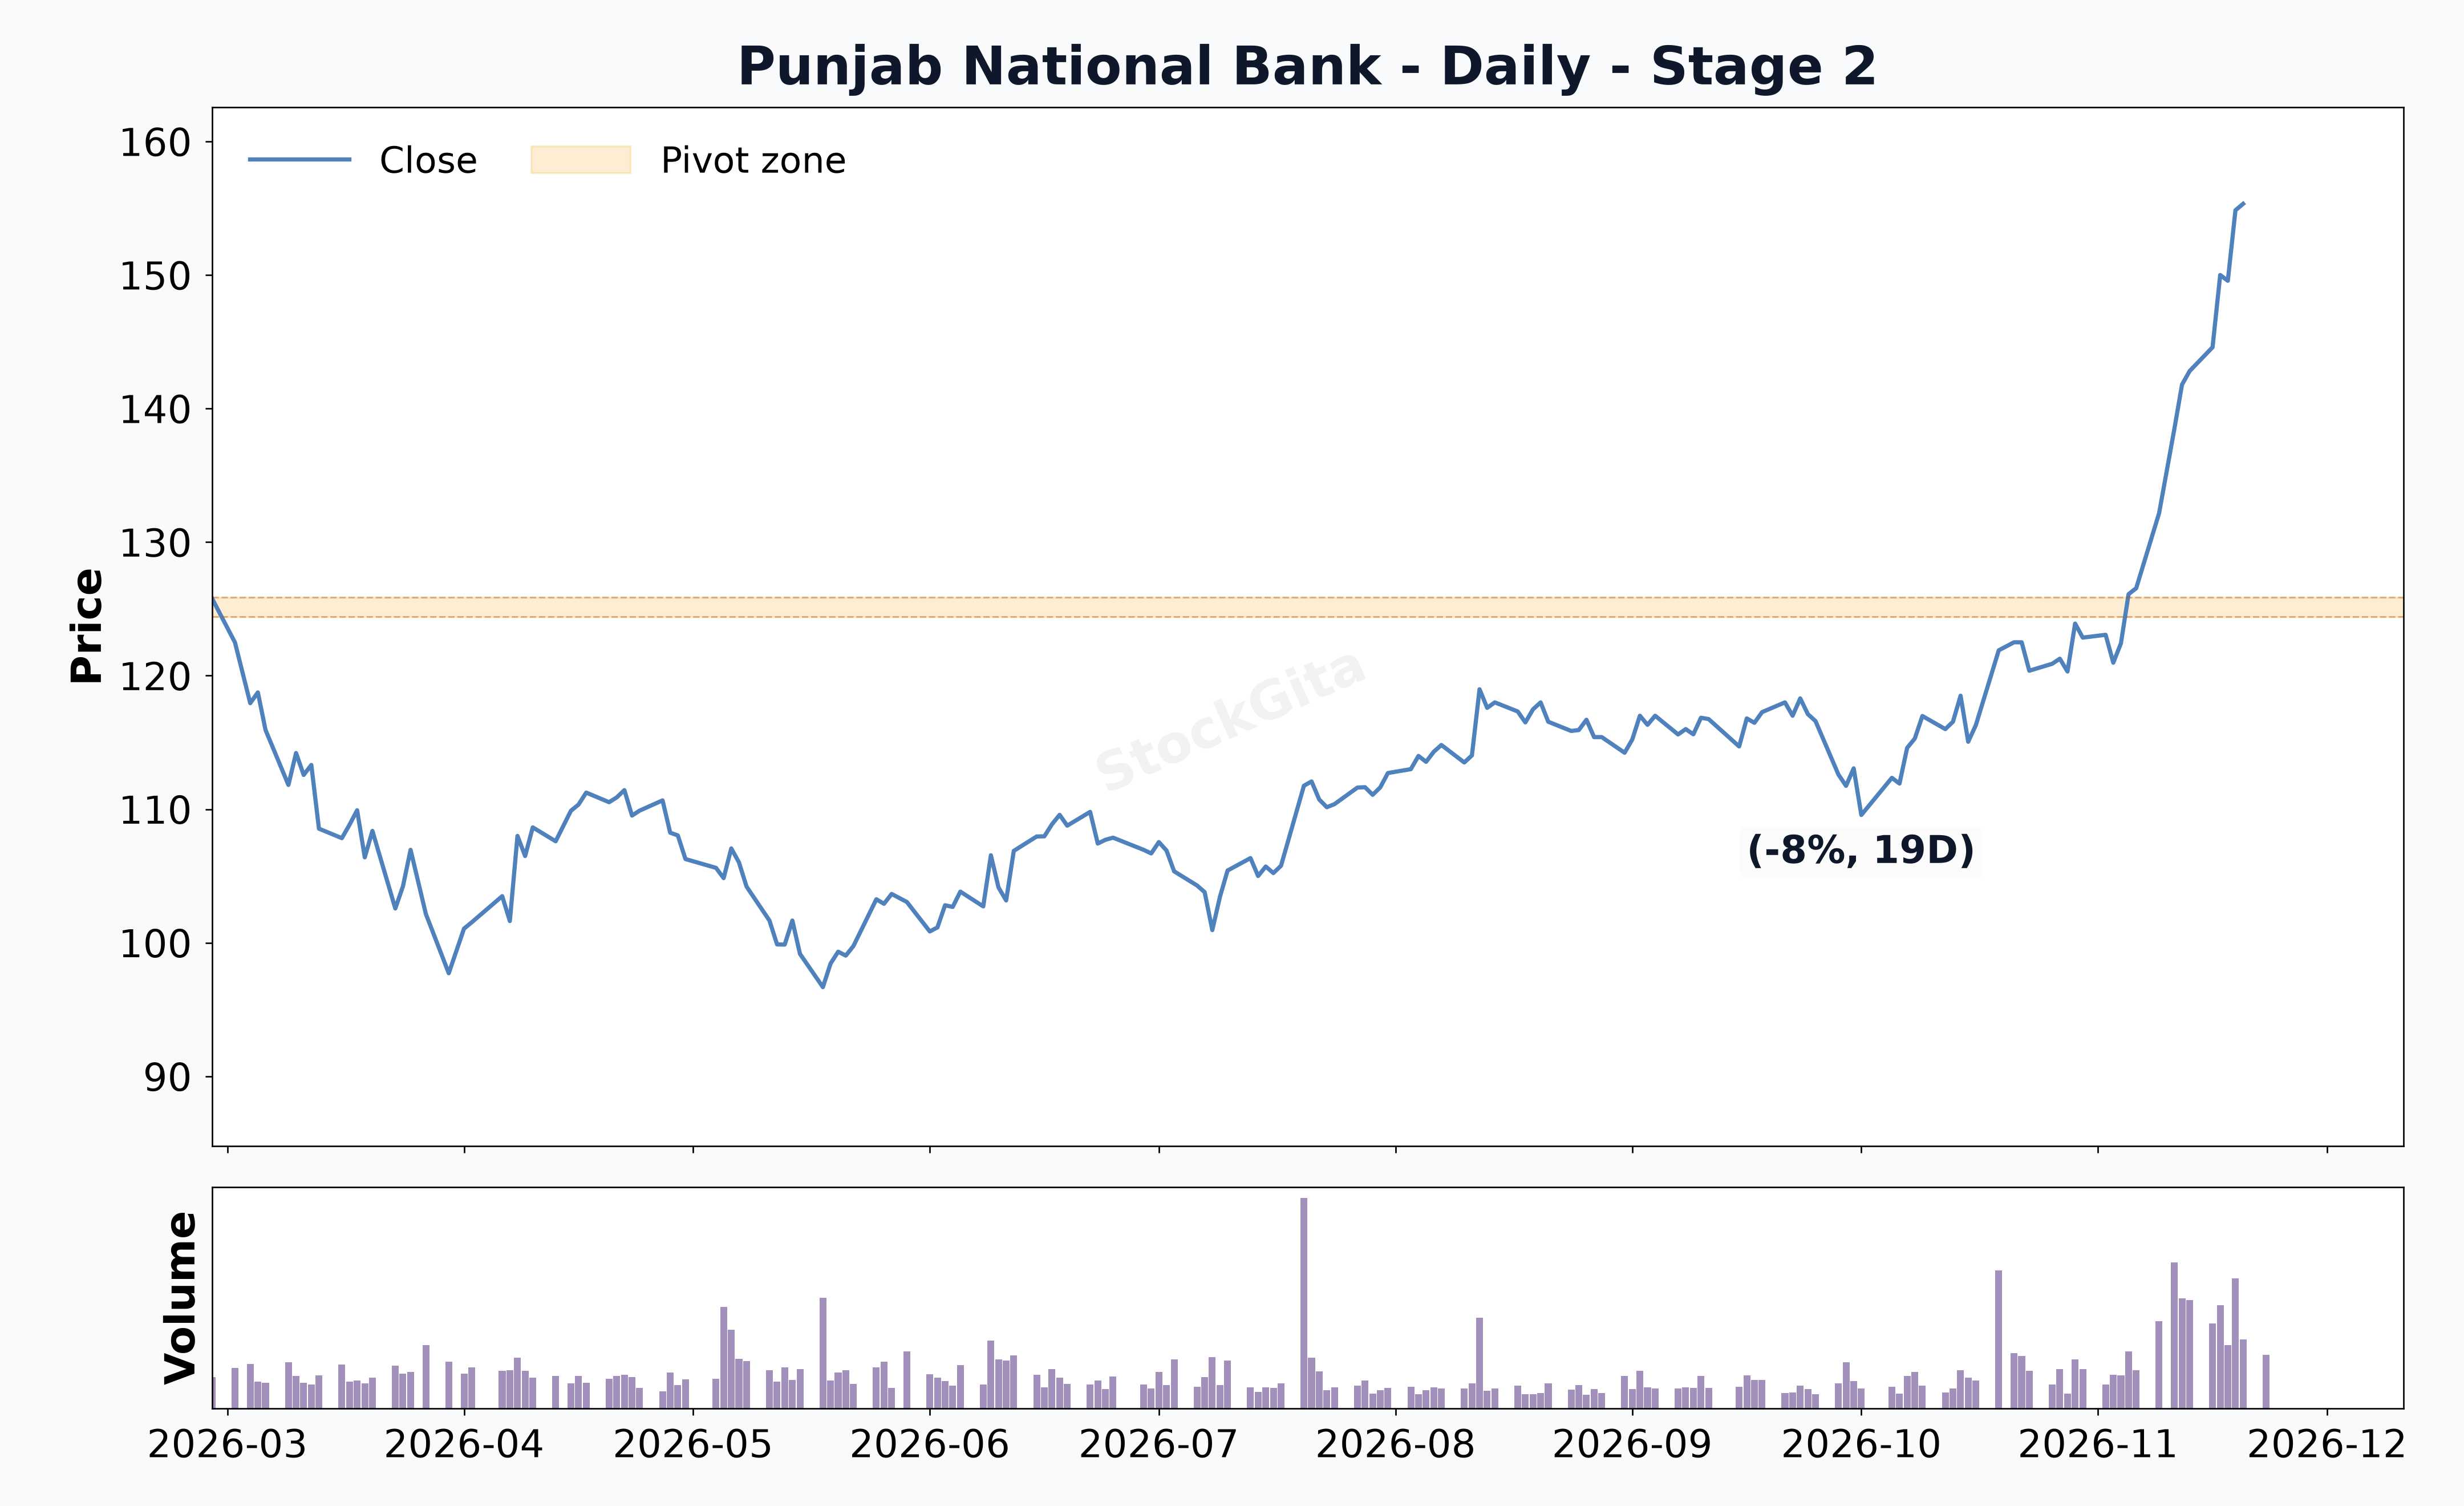 Punjab National Bank - Daily - Stage 2
Close
Pivot zone
160
150
140
130
120
110
100
90
Price
StockGita
(-8%, 19D)
Volume
2026-03
2026-04
2026-05
2026-06
2026-07
2026-08
2026-09
2026-10
2026-11
2026-12